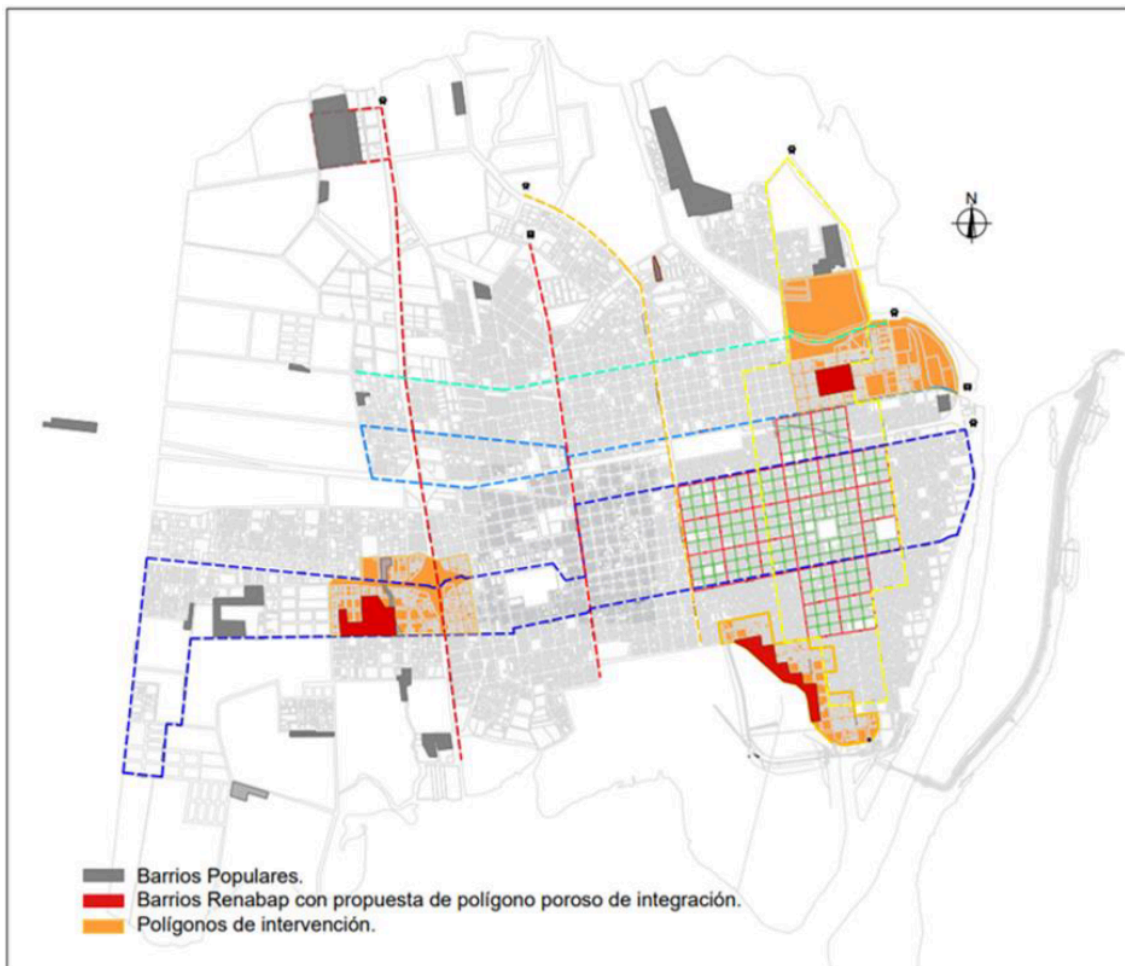 N
Barrios Populares.
Barrios Renabap con propuesta de polígono poroso de integración.
Polígonos de intervención.